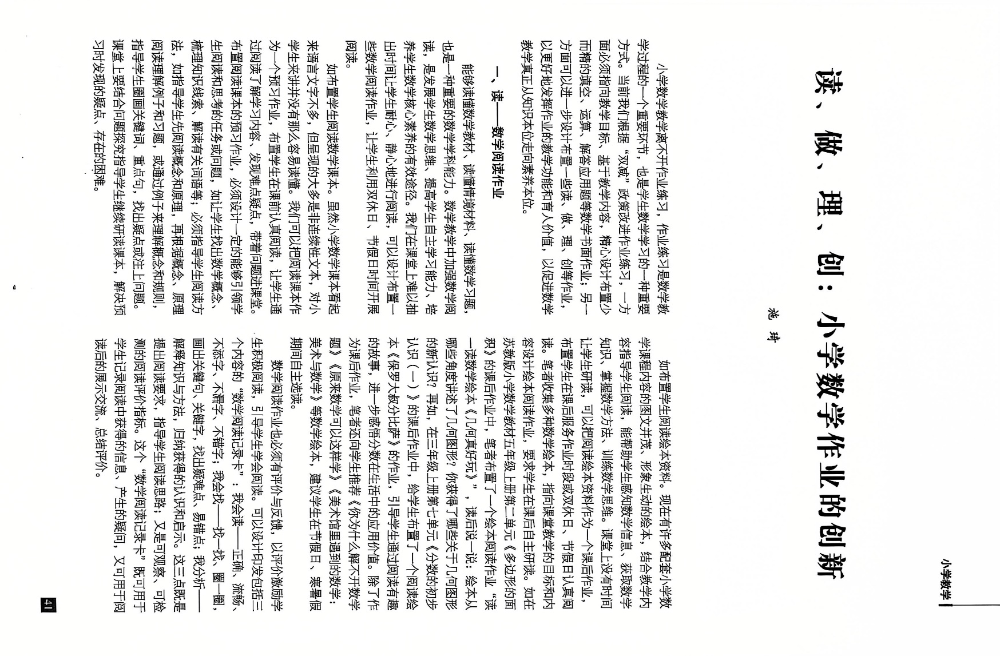 小学教学
读、做、理、创：小学数学作业的创新
施 琦
小学数学教学离不开作业练习，作业练习是数学教
学过程的一个重要环节，也是学生数学学习的一种重要
方式。当前我们根据“双减”政策改进作业练习，一方
面必须指向教学目标、基于教学内容，精心设计布置少
而精的填空、运算、解答应用题等数学书面作业；另一
方面可以进一步设计布置一些读、做、理、创等作业，
以更好地发挥作业的教学功能和育人价值，以促进数学
教学真正从知识本位走向素养本位。
一、读——数学阅读作业
能够读懂数学教材、读懂情境材料、读懂数学习题，
也是一种重要的数学学科能力。数学教学中加强数学阅
读，是发展学生数学思维、提高学生自主学习能力、培
养学生数学核心素养的有效途径。我们在课堂上难以抽
出时间让学生耐心、静心地进行阅读，可以设计布置一
些数学阅读作业，让学生利用双休日、节假日时间开展
阅读。
如布置学生阅读数学课本。虽然小学数学课本看起
来语言文字不多，但呈现的大多是非连续性文本，对小
学生来讲并没有那么容易读懂。我们可以把阅读课本作
为一个预习作业，布置学生在课前认真阅读，让学生通
过阅读了解学习内容、发现难点疑点，带着问题进课堂。
布置阅读课本的预习作业，必须设计一定的能够引领学
生阅读和思考的任务或问题，如让学生找出数学概念、
梳理知识线索、解读有关词语等；必须指导学生阅读方
法，如指导学生先阅读概念和原理，再根据概念、原理
阅读理解例子和习题，或通过例子来理解概念和规则，
指导学生圈画关键词、重点句，找出疑点或注上问题。
课堂上要结合问题探究指导学生继续研读课本，解决预
习时发现的疑点、存在的困难。
如布置学生阅读绘本资料。现在有许多配套小学数
学课程内容的图文并茂、形象生动的绘本，结合教学内
容指导学生阅读，能帮助学生感知数学信息、获取数学
知识、掌握数学方法、训练数学思维。课堂上没有时间
让学生研读，可以把阅读绘本资料作为一个课后作业，
布置学生在课后服务作业时段或双休日、节假日认真阅
读。笔者收集多种数学绘本，指向课堂教学的目标和内
容设计绘本阅读作业，要求学生在课后自主研读。如在
苏教版小学数学教材五年级上册第二单元《多边形的面
积》的课后作业中，笔者布置了一个绘本阅读作业“读
一读数学绘本《几何真好玩》”，读后说一说：绘本从
哪些角度讲述了几何图形？你获得了哪些关于几何图形
的新认识？再如，在三年级上册第七单元《分数的初步
认识（一）》的课后作业中，给学生布置了一个阅读绘
本《保罗大叔分比萨》的作业，引导学生通过阅读有趣
的故事，进一步感悟分数在生活中的应用价值。除了作
为课后作业，笔者还向学生推荐《你为什么解不开数学
题》《原来数学可以这样学》《美术馆里遇到的数学：
美术与数学》等数学绘本，建议学生在节假日、寒暑假
期间自主选读。
数学阅读作业也必须有评价与反馈，以评价激励学
生积极阅读，引导学生学会阅读。可以设计印发包括三
个内容的“数学阅读记录卡”：我会读——正确、流畅、
不添字、不漏字、不错字；我会找——找一找、圈一圈，
画出关键句、关键字，找出疑难点、易错点；我分析——
解释知识与方法，归纳获得的认识和启示。这三点既是
提出阅读要求，指导学生阅读思路；又是可观察、可检
测的阅读评价指标。这个“数学阅读记录卡”既可用于
学生记录阅读中获得的信息、产生的疑问，又可用于阅
读后的展示交流、总结评价。
41